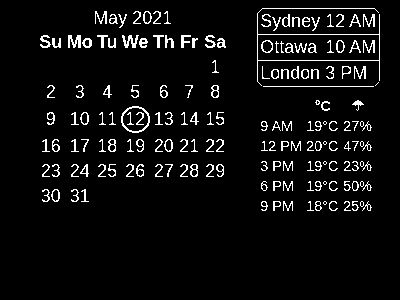 May 2021
Su Mo Tu We Th Fr Sa
1
2 3 4 5 6 7 8
9 10 11 12 13 14 15
16 17 18 19 20 21 22
23 24 25 26 27 28 29
30 31
Sydney 12 AM
Ottawa 10 AM
London 3 PM
°C ☂
9 AM 19°C 27%
12 PM 20°C 47%
3 PM 19°C 23%
6 PM 19°C 50%
9 PM 18°C 25%